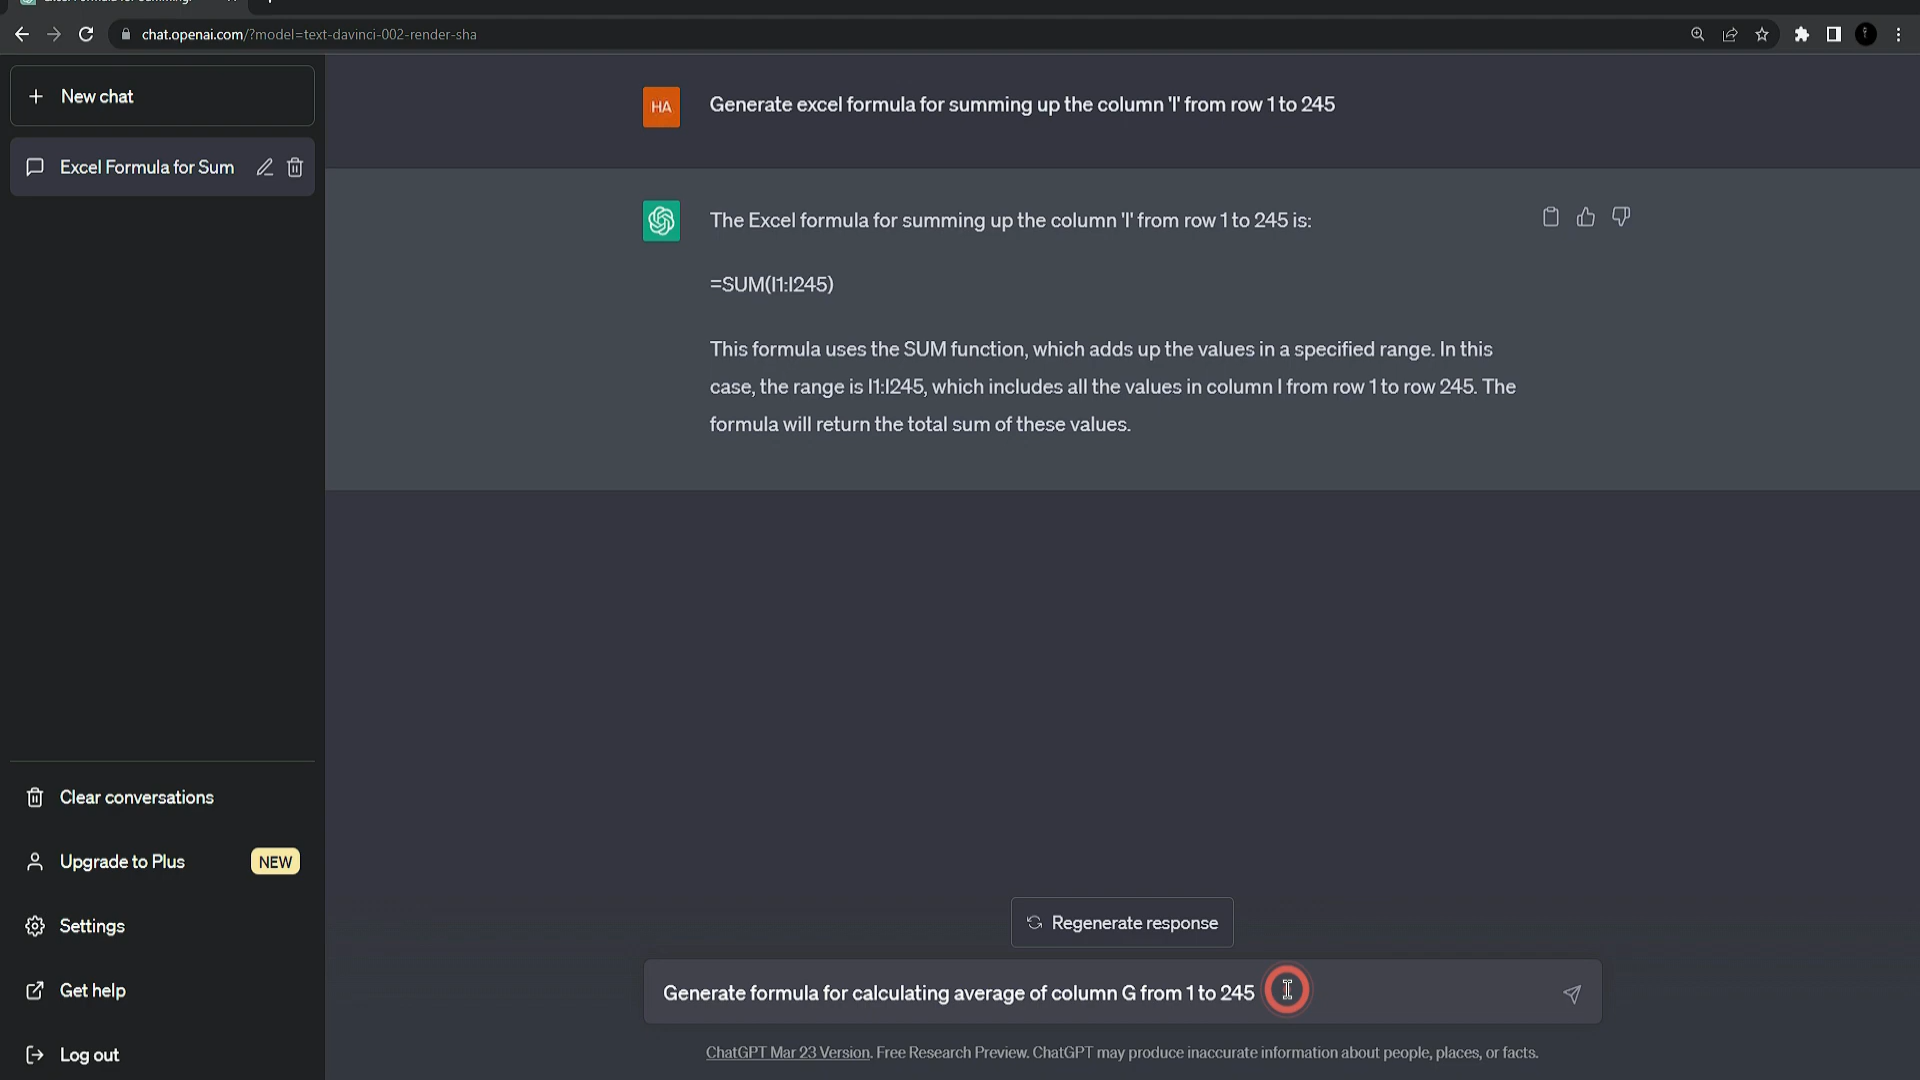 chat.openai.com/?model=text-davinci-002-render-sha
New chat
Excel Formula for Sum
HA
Generate excel formula for summing up the column 'I' from row 1 to 245
The Excel formula for summing up the column 'I' from row 1 to 245 is:
=SUM(I1:I245)
This formula uses the SUM function, which adds up the values in a specified range. In this
case, the range is I1:I245, which includes all the values in column I from row 1 to row 245. The
formula will return the total sum of these values.
Clear conversations
Upgrade to Plus
NEW
Settings
Get help
Log out
Regenerate response
Generate formula for calculating average of column G from 1 to 245
ChatGPT Mar 23 Version. Free Research Preview. ChatGPT may produce inaccurate information about people, places, or facts.